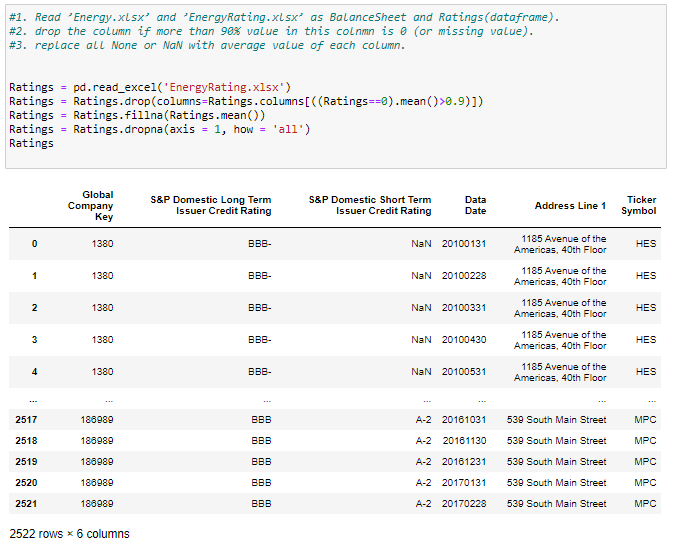 #1. Read 'Energy.xlsx' and 'EnergyRating.xlsx' as BalanceSheet and Ratings(dataframe).
#2. drop the column if more than 90% value in this colnmn is 0 (or missing value).
#3. replace all None or NaN with average value of each column.
Ratings = pd.read_excel('EnergyRating.xlsx')
Ratings = Ratings.drop(columns=Ratings.columns[((Ratings==0).mean()>0.9)])
Ratings = Ratings.fillna(Ratings.mean())
Ratings = Ratings.dropna(axis = 1, how = 'all')
Ratings
Global Company Key S&P Domestic Long Term Issuer Credit Rating S&P Domestic Short Term Issuer Credit Rating Data Date Address Line 1 Ticker Symbol
0 1380 BBB- NaN 20100131 1185 Avenue of the Americas, 40th Floor HES
1 1380 BBB- NaN 20100228 1185 Avenue of the Americas, 40th Floor HES
2 1380 BBB- NaN 20100331 1185 Avenue of the Americas, 40th Floor HES
3 1380 BBB- NaN 20100430 1185 Avenue of the Americas, 40th Floor HES
4 1380 BBB- NaN 20100531 1185 Avenue of the Americas, 40th Floor HES
... ... ... ... ... ... ...
2517 186989 BBB A-2 20161031 539 South Main Street MPC
2518 186989 BBB A-2 20161130 539 South Main Street MPC
2519 186989 BBB A-2 20161231 539 South Main Street MPC
2520 186989 BBB A-2 20170131 539 South Main Street MPC
2521 186989 BBB A-2 20170228 539 South Main Street MPC
2522 rows × 6 columns